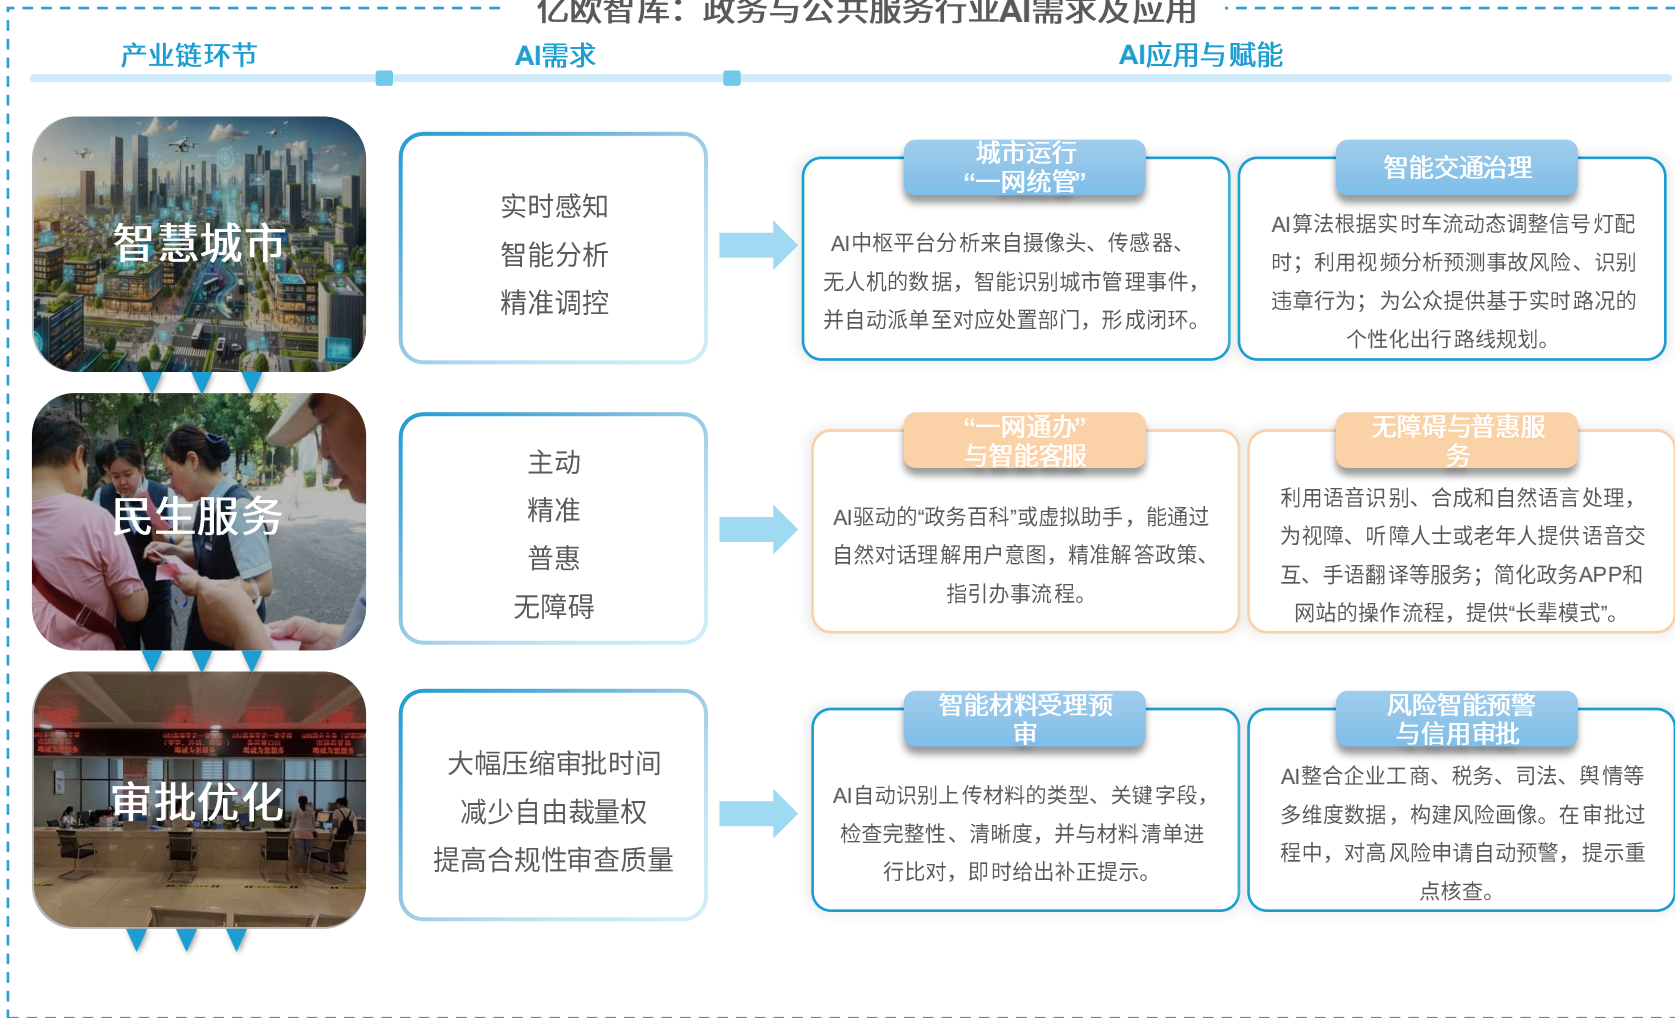 亿欧智库：政务与公共服务行业AI需求及应用
产业链环节
AI需求
AI应用与赋能
智慧城市
实时感知
智能分析
精准调控
城市运行
“一网统管”
AI中枢平台分析来自摄像头、传感器、
无人机的数据，智能识别城市管理事件，
并自动派单至对应处置部门，形成闭环。
智能交通治理
AI算法根据实时车流动态调整信号灯配
时；利用视频分析预测事故风险、识别
违章行为；为公众提供基于实时路况的
个性化出行路线规划。
民生服务
主动
精准
普惠
无障碍
“一网通办”
与智能客服
AI驱动的“政务百科”或虚拟助手，能通过
自然对话理解用户意图，精准解答政策、
指引办事流程。
无障碍与普惠服
务
利用语音识别、合成和自然语言处理，
为视障、听障人士或老年人提供语音交
互、手语翻译等服务；简化政务APP和
网站的操作流程，提供“长辈模式”。
审批优化
大幅压缩审批时间
减少自由裁量权
提高合规性审查质量
智能材料受理预
审
AI自动识别上传材料的类型、关键字段，
检查完整性、清晰度，并与材料清单进
行比对，即时给出补正提示。
风险智能预警
与信用审批
AI整合企业工商、税务、司法、舆情等
多维度数据，构建风险画像。在审批过
程中，对高风险申请自动预警，提示重
点核查。